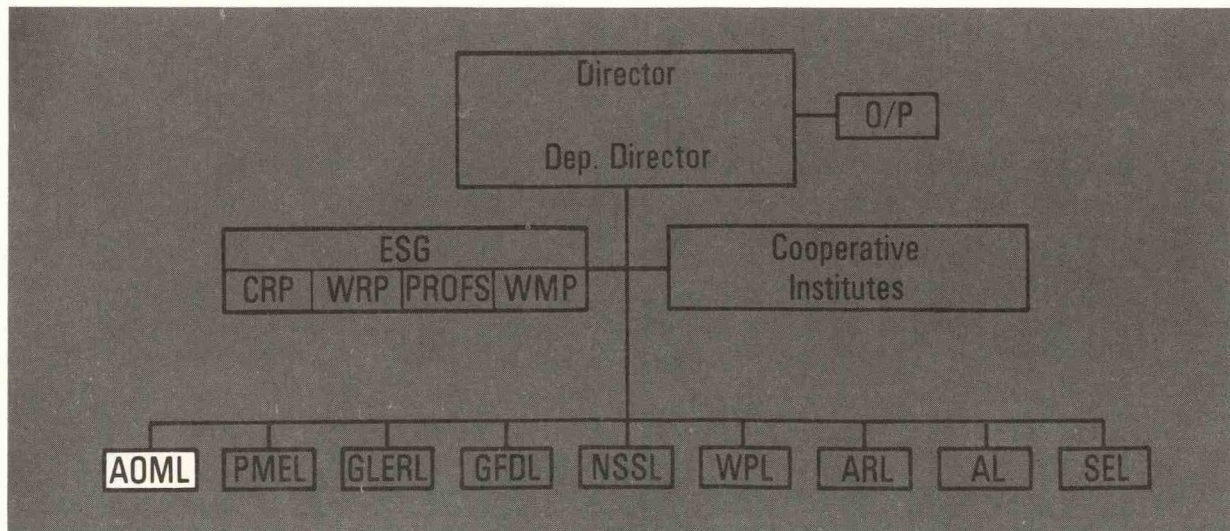 Director
O/P
Dep. Director
ESG
CRP WRP PROFS WMP
Cooperative
Institutes
AOML PMEL GLERL GFDL NSSL WPL ARL AL SEL